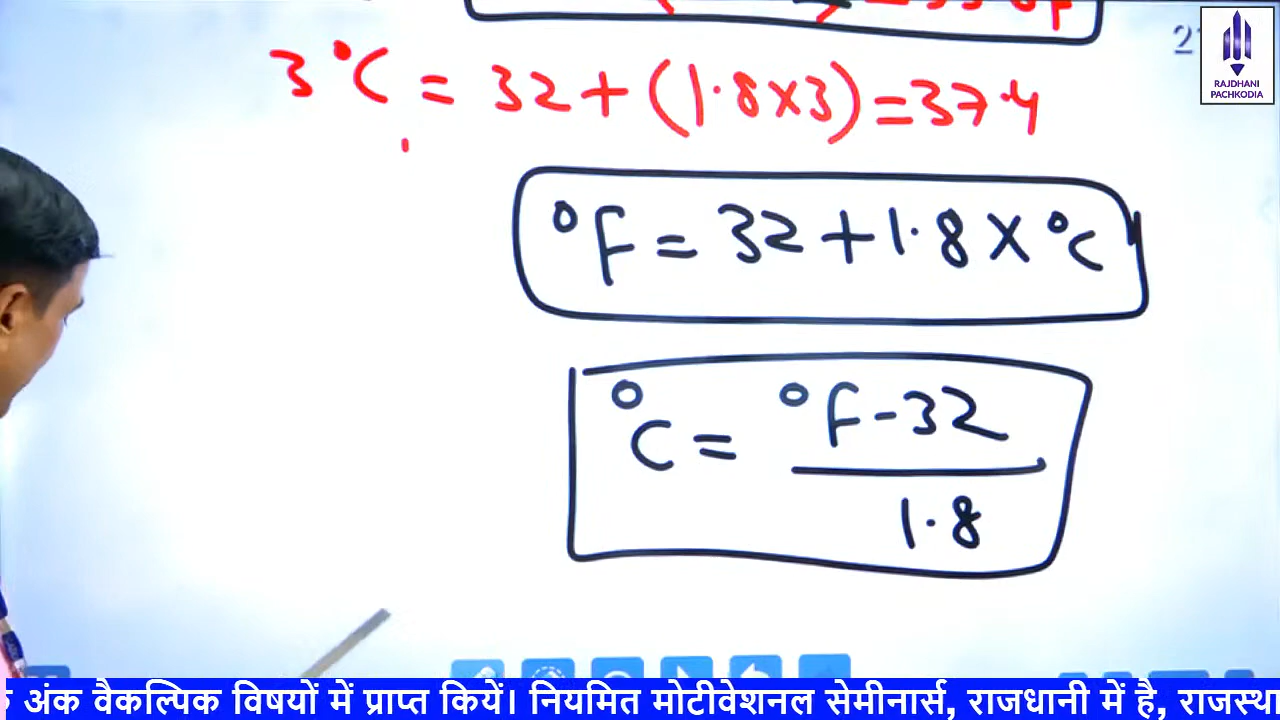 3°C = 32 + (1.8×3) = 37.4
°F = 32 + 1.8 × °C
°C = °F - 32
1.8
RAJDHANI
PACHKODIA
अंक वैकल्पिक विषयों में प्राप्त कियें। नियमित मोटीवेशनल सेमीनार्स, राजधानी में है,